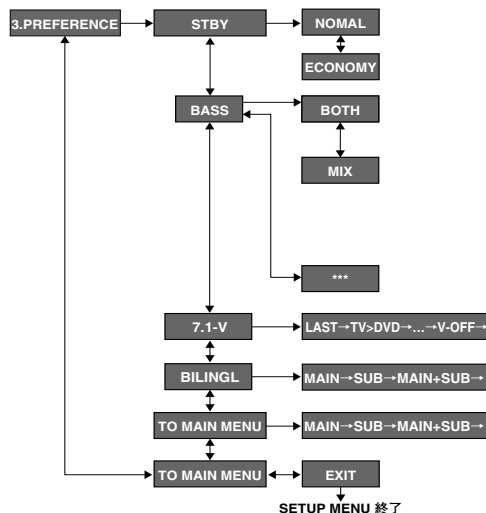 3.PREFERENCE
STBY
NOMAL
ECONOMY
BASS
BOTH
MIX
***
7.1-V
LAST→TV>DVD→...→V-OFF→
BILINGL
MAIN→SUB→MAIN+SUB→
TO MAIN MENU
MAIN→SUB→MAIN+SUB→
TO MAIN MENU
EXIT
SETUP MENU 終了